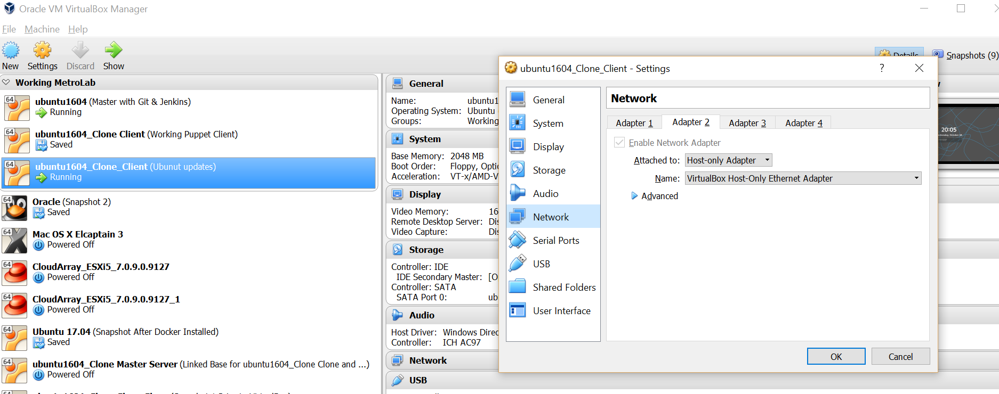 Oracle VM VirtualBox Manager
File Machine Help
New Settings Discard Show
Details Snapshots (9)
Working MetroLab
64
ubuntu1604 (Master with Git & Jenkins)
Running
64
ubuntu1604_Clone Client (Working Puppet Client)
Saved
64
ubuntu1604_Clone_Client (Ubunut updates)
Running
64
Oracle (Snapshot 2)
Saved
64
Mac OS X Elcaptain 3
Powered Off
64
CloudArray_ESXi5_7.0.9.0.9127
Powered Off
64
CloudArray_ESXi5_7.0.9.0.9127_1
Powered Off
64
Ubuntu 17.04 (Snapshot After Docker Installed)
Saved
64
ubuntu1604_Clone Master Server (Linked Base for ubuntu1604_Clone Clone and ...)
Powered Off
64
General
Name: ubuntu1
Operating System: Ubuntu
Groups: Working
System
Base Memory: 2048 MB
Boot Order: Floppy, Optic
Acceleration: VT-x/AMD-V
Display
Video Memory: 16
Remote Desktop Server: Dis
Video Capture: Dis
Storage
Controller: IDE
IDE Secondary Master: [O
Controller: SATA
SATA Port 0: ub
Audio
Host Driver: Windows Direc
Controller: ICH AC97
Network
USB
ubuntu1604_Clone_Client - Settings
?
General
System
Display
Storage
Audio
Network
Serial Ports
USB
Shared Folders
User Interface
Network
Adapter 1 Adapter 2 Adapter 3 Adapter 4
Enable Network Adapter
Attached to: Host-only Adapter
Name: VirtualBox Host-Only Ethernet Adapter
Advanced
OK Cancel
20:05